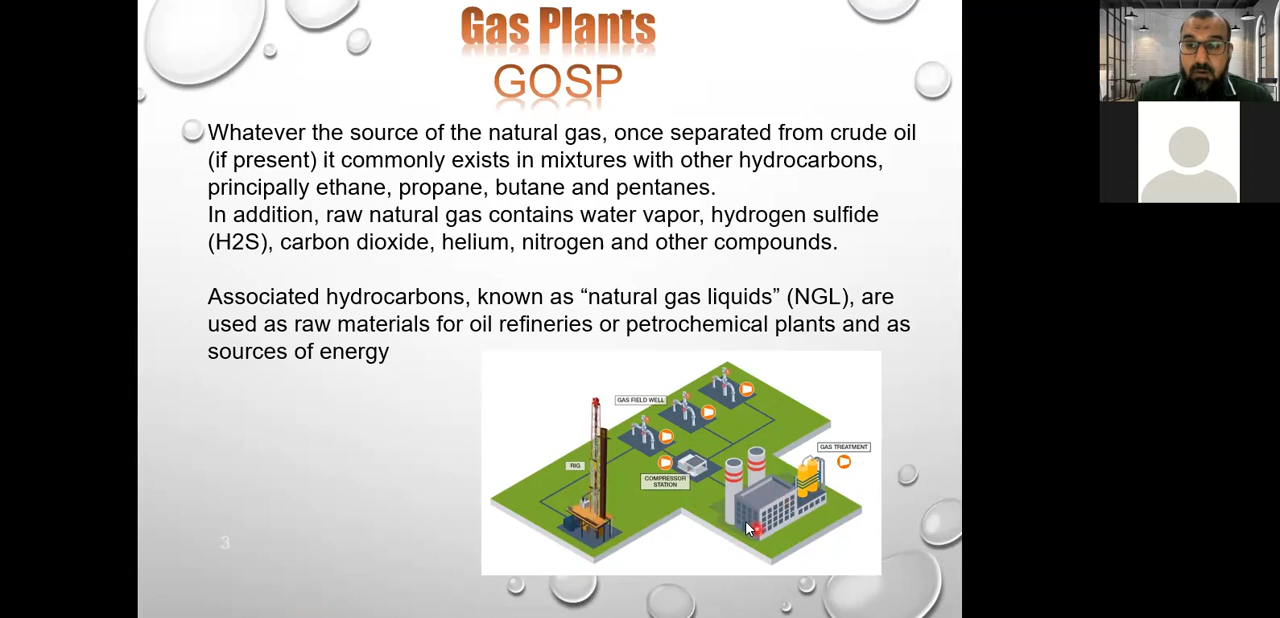 Gas Plants
GOSP
Whatever the source of the natural gas, once separated from crude oil
(if present) it commonly exists in mixtures with other hydrocarbons,
principally ethane, propane, butane and pentanes.
In addition, raw natural gas contains water vapor, hydrogen sulfide
(H2S), carbon dioxide, helium, nitrogen and other compounds.
Associated hydrocarbons, known as “natural gas liquids” (NGL), are
used as raw materials for oil refineries or petrochemical plants and as
sources of energy
GAS FIELD WELL
GAS TREATMENT
RIG
COMPRESSOR
STATION
3